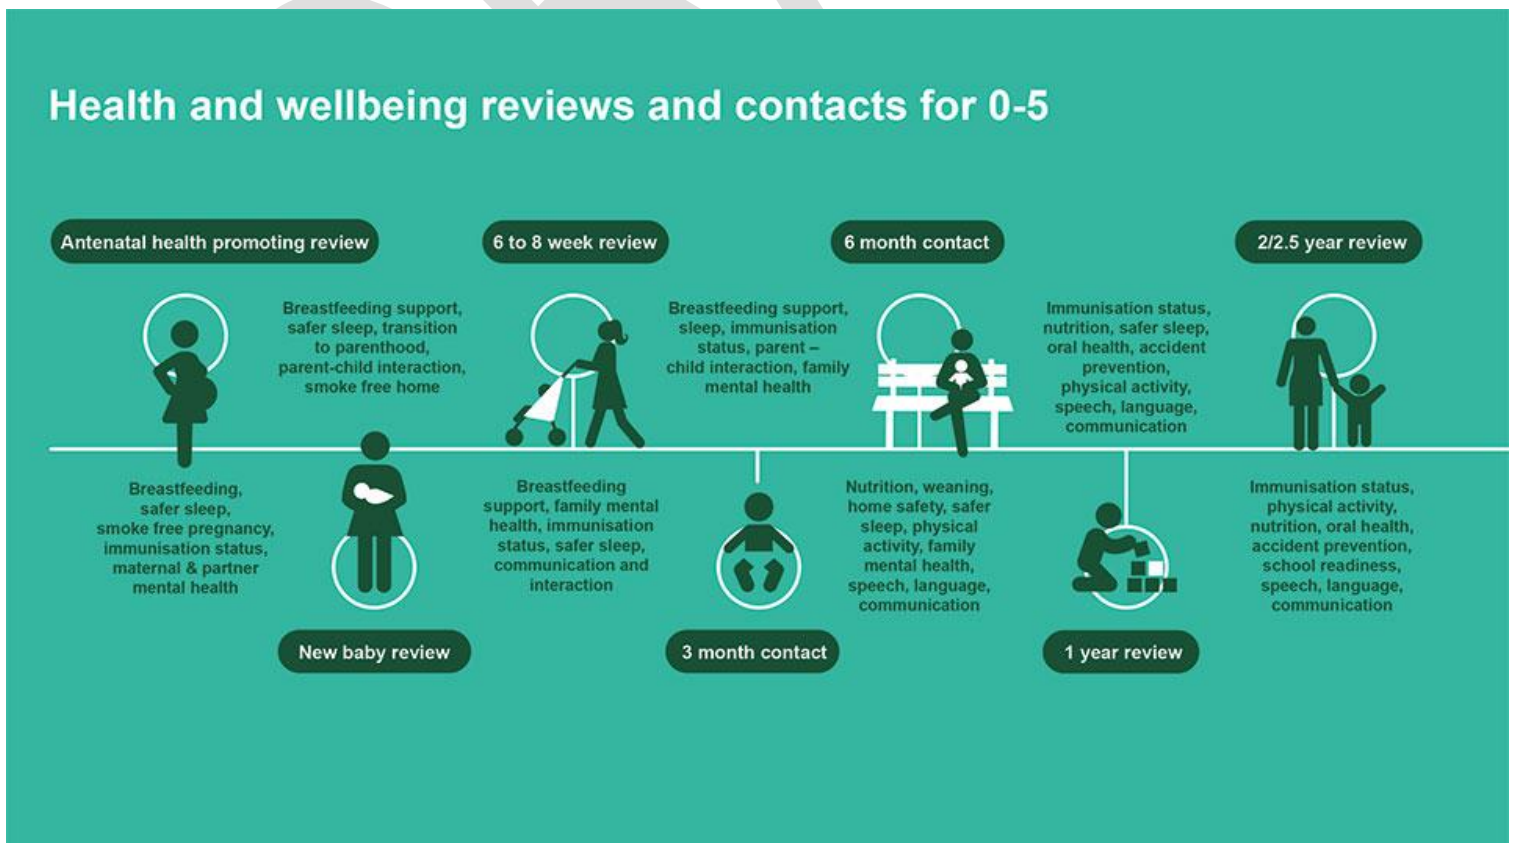 Health and wellbeing reviews and contacts for 0-5
Antenatal health promoting review
Breastfeeding,
safer sleep,
smoke free pregnancy,
immunisation status,
maternal & partner
mental health
Breastfeeding support,
safer sleep, transition
to parenthood,
parent-child interaction,
smoke free home
New baby review
6 to 8 week review
Breastfeeding
support, family mental
health, immunisation
status, safer sleep,
communication and
interaction
Breastfeeding support,
sleep, immunisation
status, parent –
child interaction, family
mental health
3 month contact
6 month contact
Nutrition, weaning,
home safety, safer
sleep, physical
activity, family
mental health,
speech, language,
communication
Immunisation status,
nutrition, safer sleep,
oral health, accident
prevention,
physical activity,
speech, language,
communication
1 year review
2/2.5 year review
Immunisation status,
physical activity,
nutrition, oral health,
accident prevention,
school readiness,
speech, language,
communication